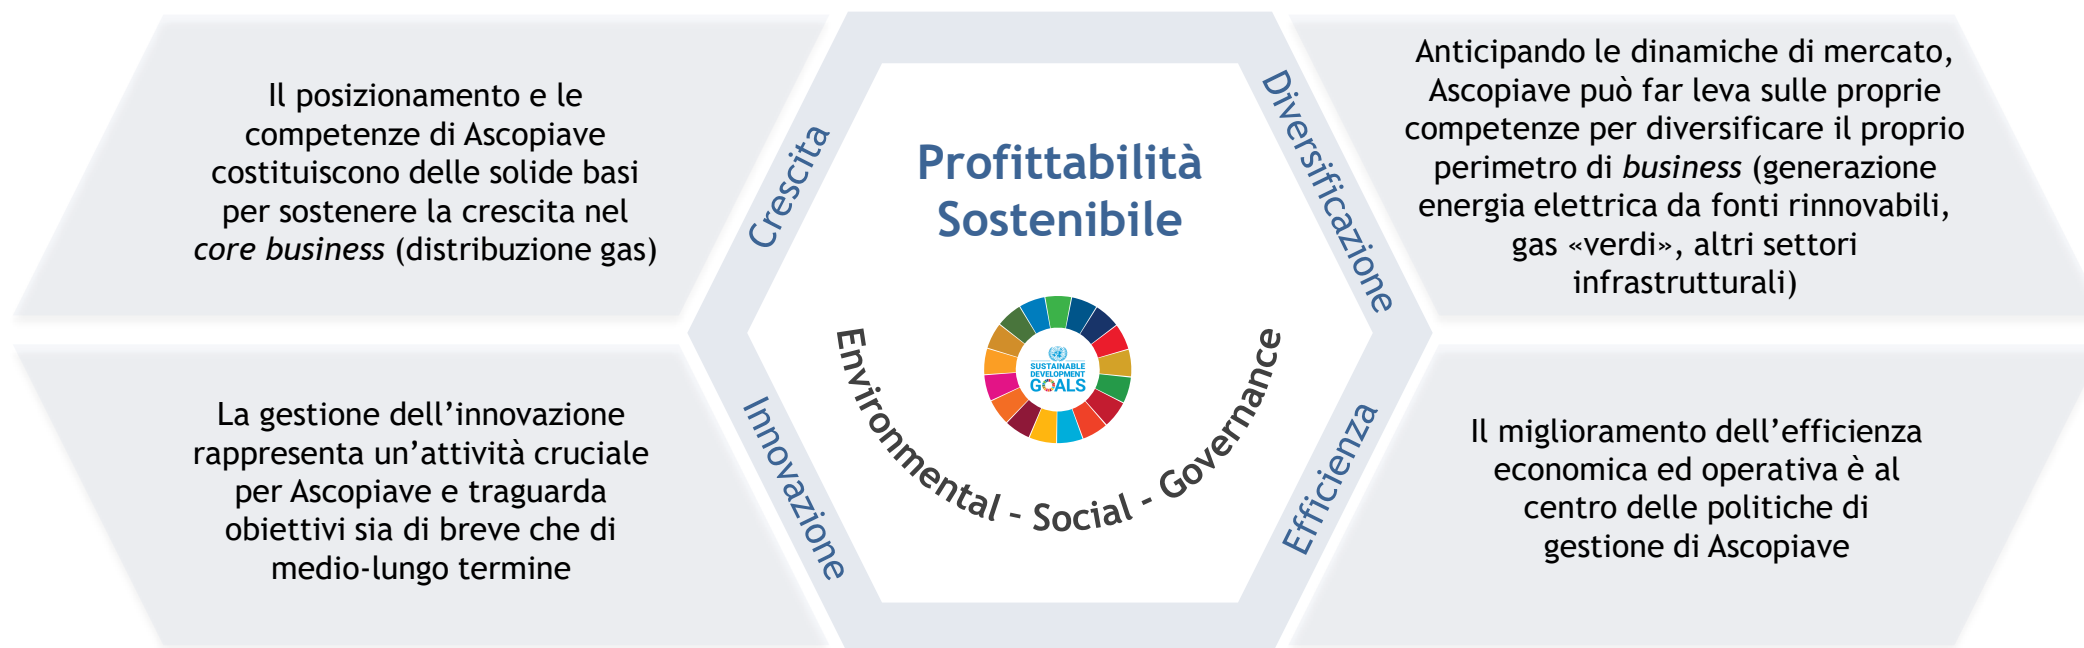 Il posizionamento e le
competenze di Ascopiave
costituiscono delle solide basi
per sostenere la crescita nel
core business (distribuzione gas)
Crescita
Profittabilità
Sostenibile
Diversificazione
Anticipando le dinamiche di mercato,
Ascopiave può far leva sulle proprie
competenze per diversificare il proprio
perimetro di business (generazione
energia elettrica da fonti rinnovabili,
gas «verdi», altri settori
infrastrutturali)
SUSTAINABLE
DEVELOPMENT
GOALS
Environmental – Social - Governance
La gestione dell’innovazione
rappresenta un’attività cruciale
per Ascopiave e traguarda
obiettivi sia di breve che di
medio-lungo termine
Innovazione
Efficienza
Il miglioramento dell’efficienza
economica ed operativa è al
centro delle politiche di
gestione di Ascopiave